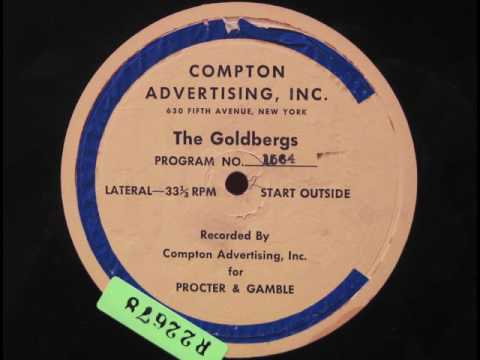 COMPTON
ADVERTISING, INC.
630 FIFTH AVENUE, NEW YORK
The Goldbergs
PROGRAM NO. 1664
LATERAL—33⅓ RPM START OUTSIDE
Recorded By
Compton Advertising, Inc.
for
PROCTER & GAMBLE
R22678